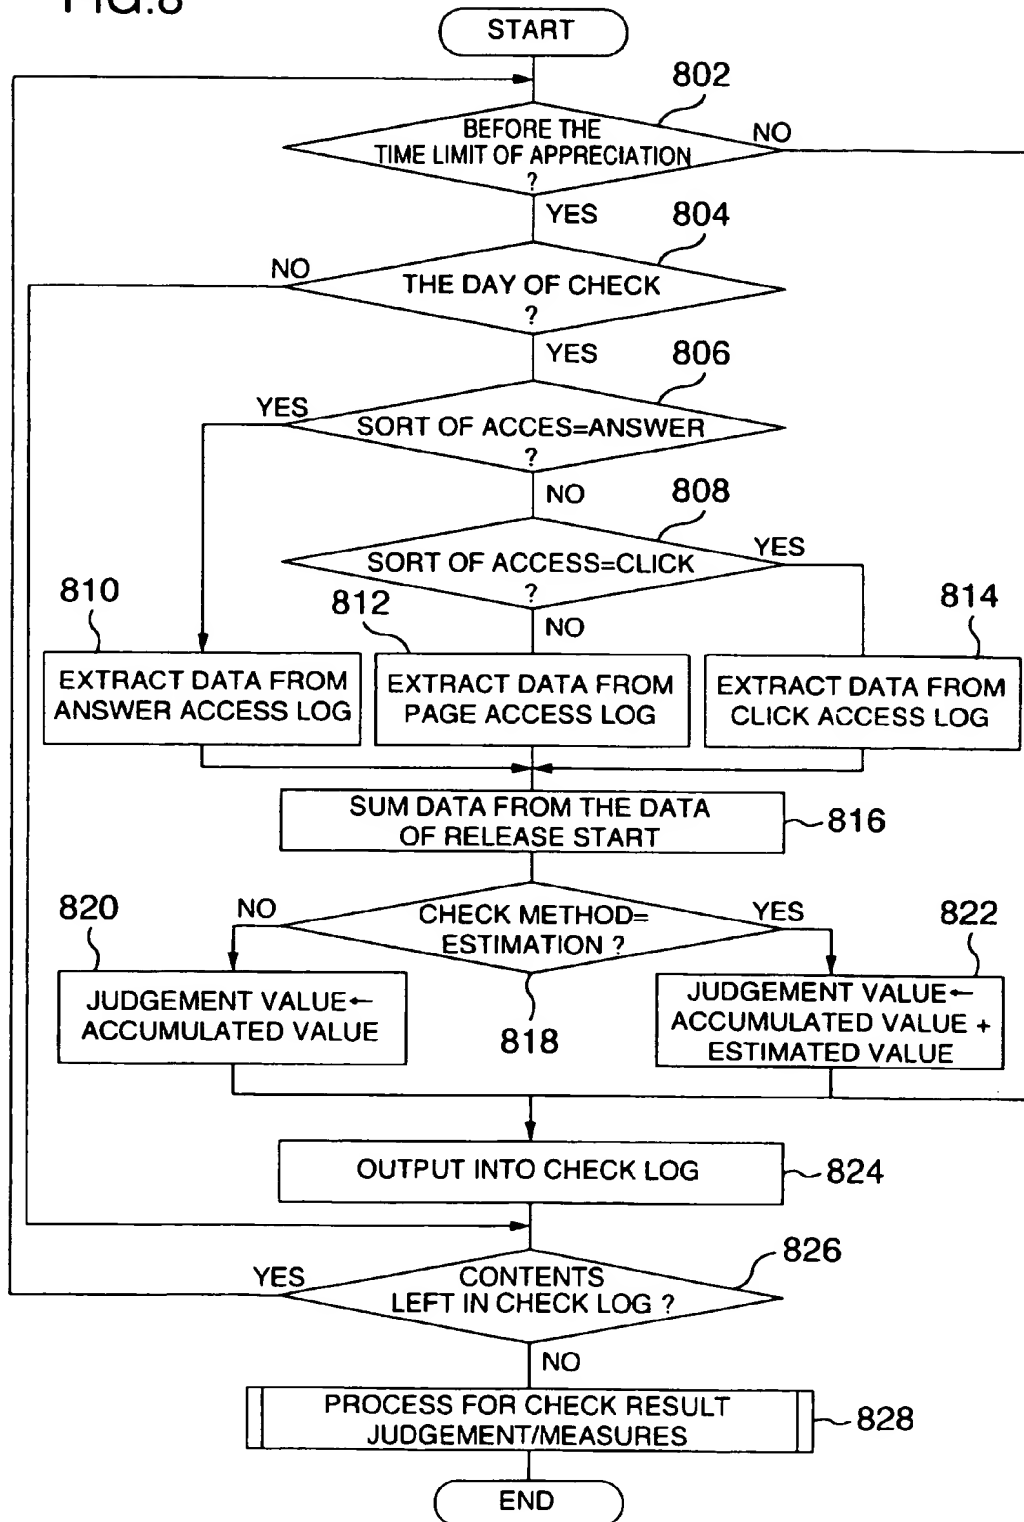 FIG.8
START
802
BEFORE THE
TIME LIMIT OF APPRECIATION
?
NO
YES
804
NO
THE DAY OF CHECK
?
YES
806
YES
SORT OF ACCES=ANSWER
?
NO
808
SORT OF ACCESS=CLICK
?
YES
NO
810
812
814
EXTRACT DATA FROM
ANSWER ACCESS LOG
EXTRACT DATA FROM
PAGE ACCESS LOG
EXTRACT DATA FROM
CLICK ACCESS LOG
SUM DATA FROM THE DATA
OF RELEASE START
816
820
NO
CHECK METHOD=
ESTIMATION ?
YES
822
818
JUDGEMENT VALUE←
ACCUMULATED VALUE
JUDGEMENT VALUE←
ACCUMULATED VALUE +
ESTIMATED VALUE
OUTPUT INTO CHECK LOG
824
826
YES
CONTENTS
LEFT IN CHECK LOG ?
NO
PROCESS FOR CHECK RESULT
JUDGEMENT/MEASURES
828
END